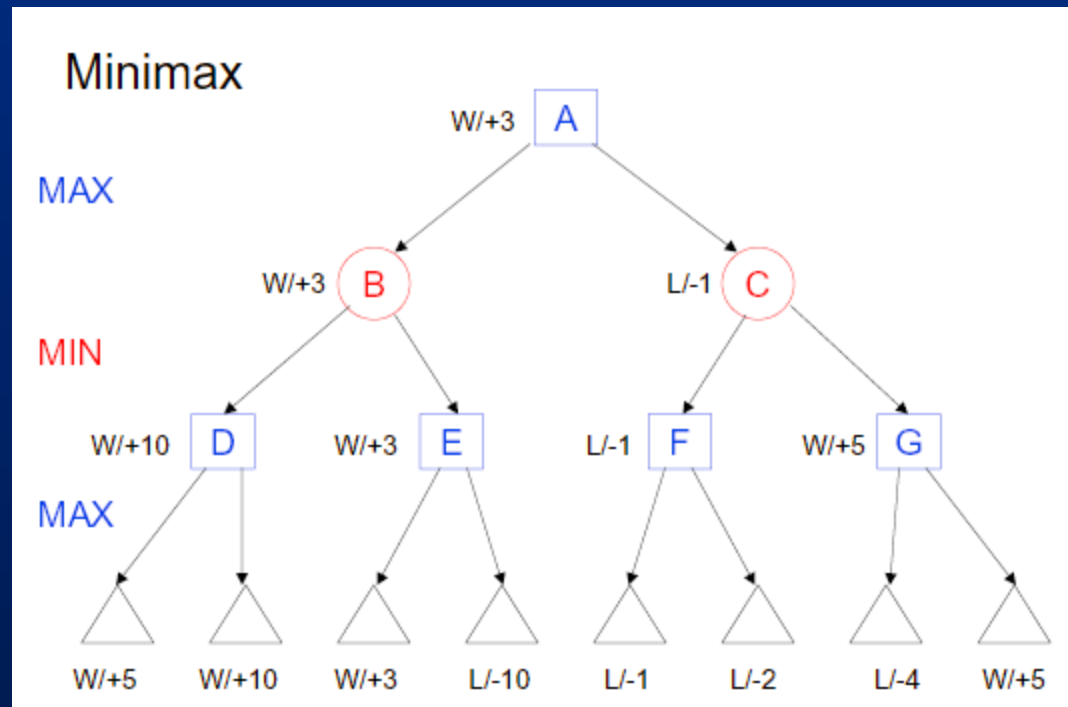 Minimax
W/+3 A
MAX
W/+3 B L/-1 C
MIN
W/+10 D W/+3 E L/-1 F W/+5 G
MAX
W/+5 W/+10 W/+3 L/-10 L/-1 L/-2 L/-4 W/+5